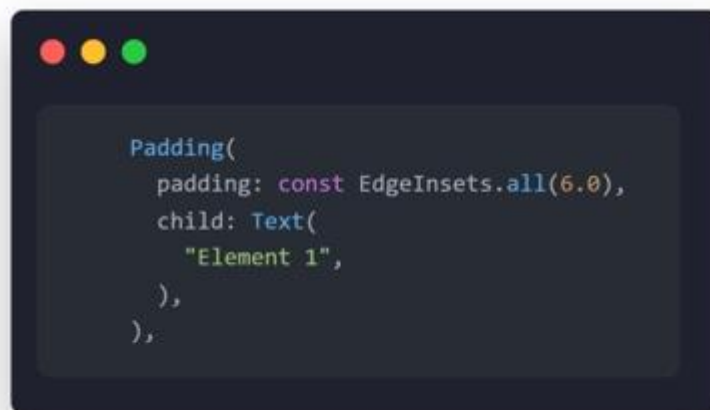 Padding(
padding: const EdgeInsets.all(6.0),
child: Text(
"Element 1",
),
),